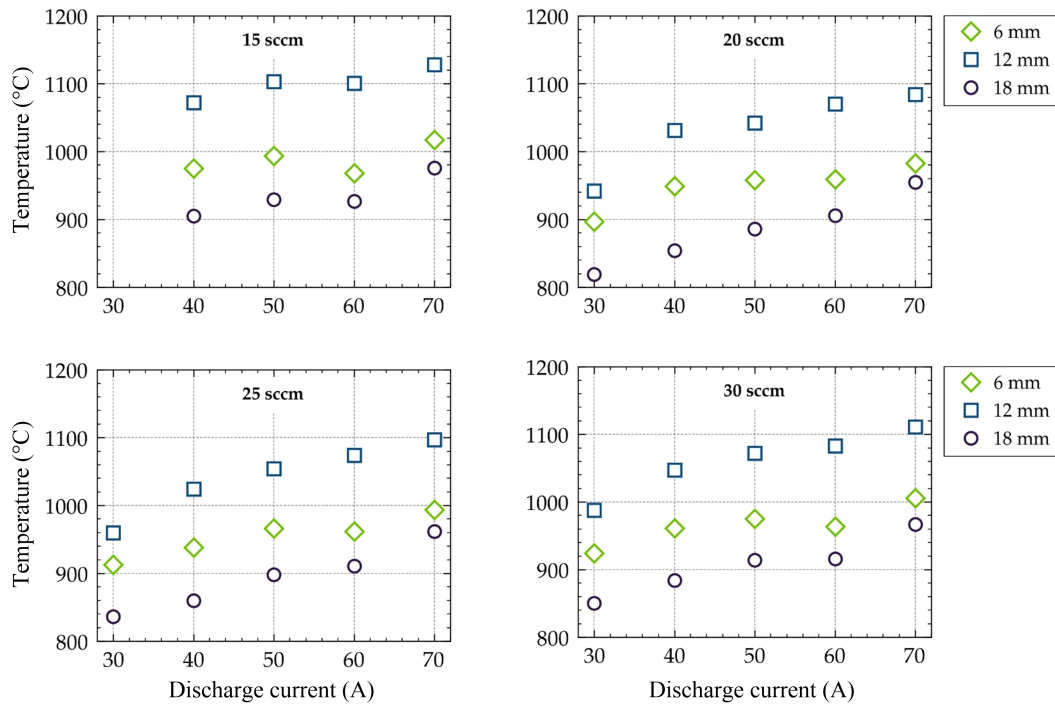 1200
1100
1000
900
800
Temperature (°C)
15 sccm
30 40 50 60 70
1200
1100
1000
900
800
20 sccm
30 40 50 60 70
6 mm
12 mm
18 mm
1200
1100
1000
900
800
Temperature (°C)
25 sccm
30 40 50 60 70
Discharge current (A)
1200
1100
1000
900
800
30 sccm
30 40 50 60 70
Discharge current (A)
6 mm
12 mm
18 mm